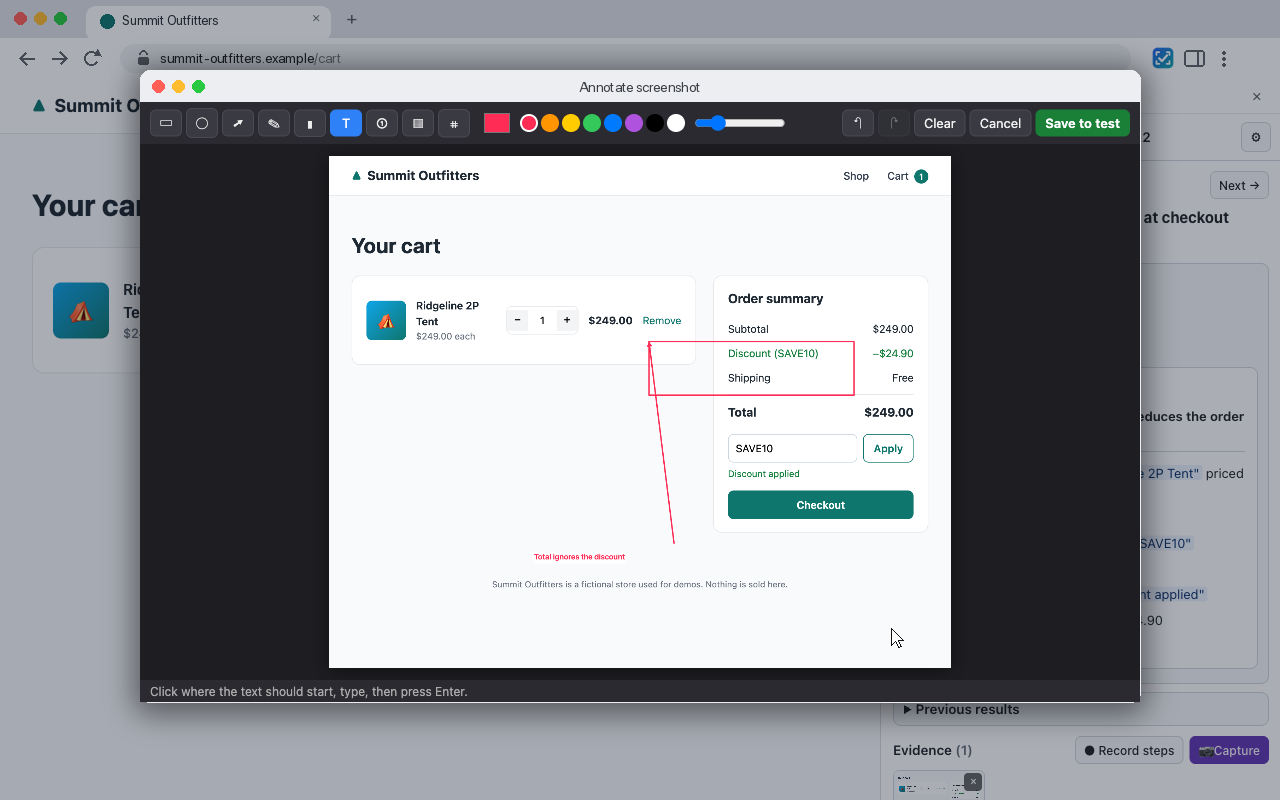 Summit Outfitters
summit-outfitters.example/cart
Annotate screenshot
T
Clear
Cancel
Save to test
Summit O
2
Next →
at checkout
Your car
Ri
Te
$2
Summit Outfitters
Shop
Cart 1
Your cart
Ridgeline 2P
Tent
$249.00 each
− 1 + $249.00 Remove
Order summary
Subtotal $249.00
Discount (SAVE10) −$24.90
Shipping Free
Total $249.00
SAVE10 Apply
Discount applied
Checkout
Total ignores the discount
Summit Outfitters is a fictional store used for demos. Nothing is sold here.
educes the order
e 2P Tent" priced
SAVE10"
nt applied"
.90
Click where the text should start, type, then press Enter.
Previous results
Evidence (1)
Record steps
Capture